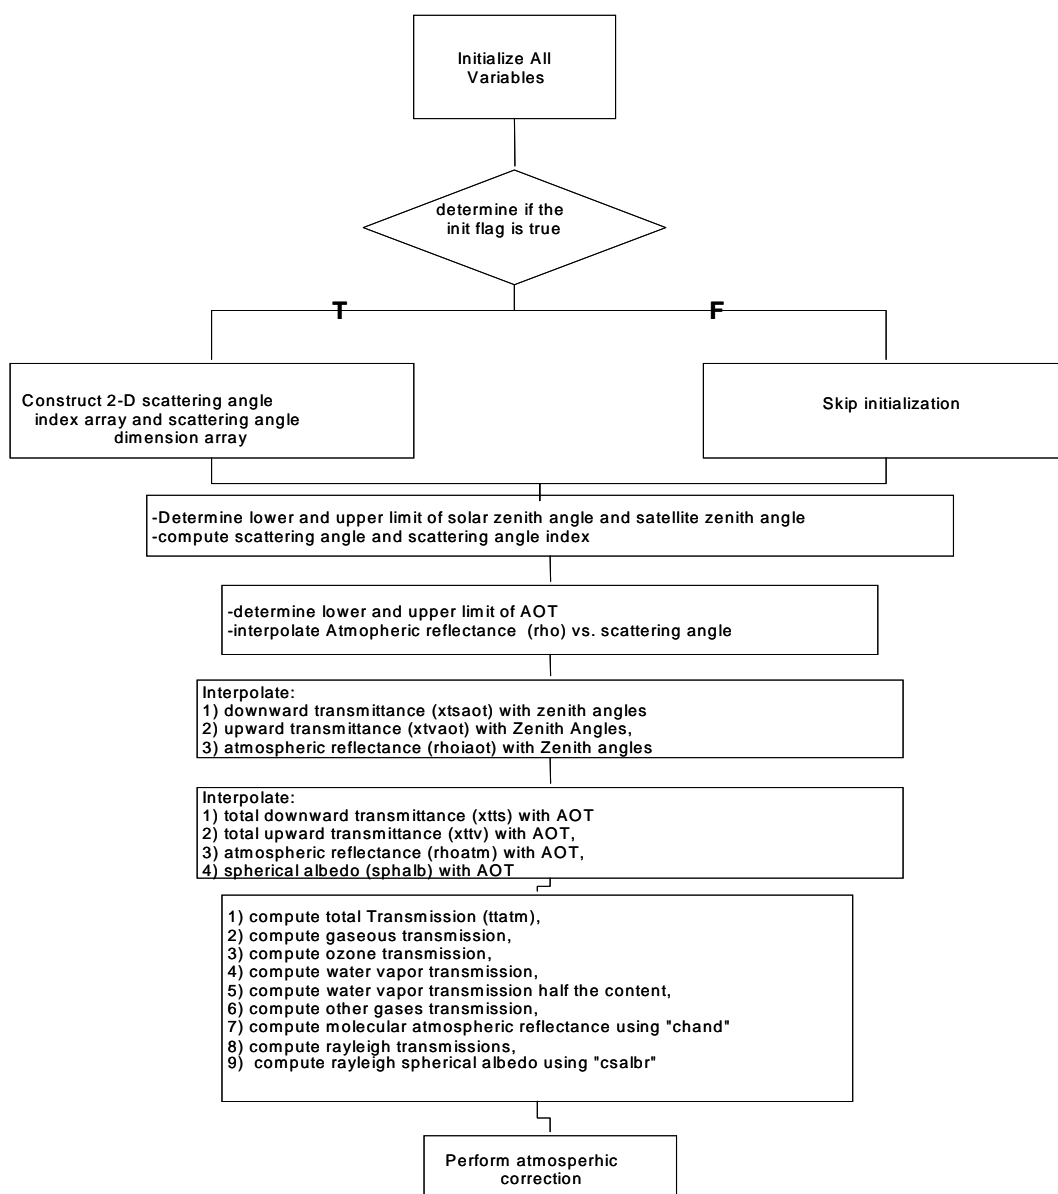 Initialize All
Variables
determine if the
init flag is true
T
F
Construct 2-D scattering angle
index array and scattering angle
dimension array
Skip initialization
-Determine lower and upper limit of solar zenith angle and satellite zenith angle
-compute scattering angle and scattering angle index
-determine lower and upper limit of AOT
-interpolate Atmopheric reflectance (rho) vs. scattering angle
Interpolate:
1) downward transmittance (xtsaot) with zenith angles
2) upward transmittance (xtvaot) with Zenith Angles,
3) atmospheric reflectance (rhoiaot) with Zenith angles
Interpolate:
1) total downward transmittance (xtts) with AOT
2) total upward transmittance (xttv) with AOT,
3) atmospheric reflectance (rhoatm) with AOT,
4) spherical albedo (sphalb) with AOT
1) compute total Transmission (ttatm),
2) compute gaseous transmission,
3) compute ozone transmission,
4) compute water vapor transmission,
5) compute water vapor transmission half the content,
6) compute other gases transmission,
7) compute molecular atmospheric reflectance using "chand"
8) compute rayleigh transmissions,
9) compute rayleigh spherical albedo using "csalbr"
Perform atmosperhic
correction